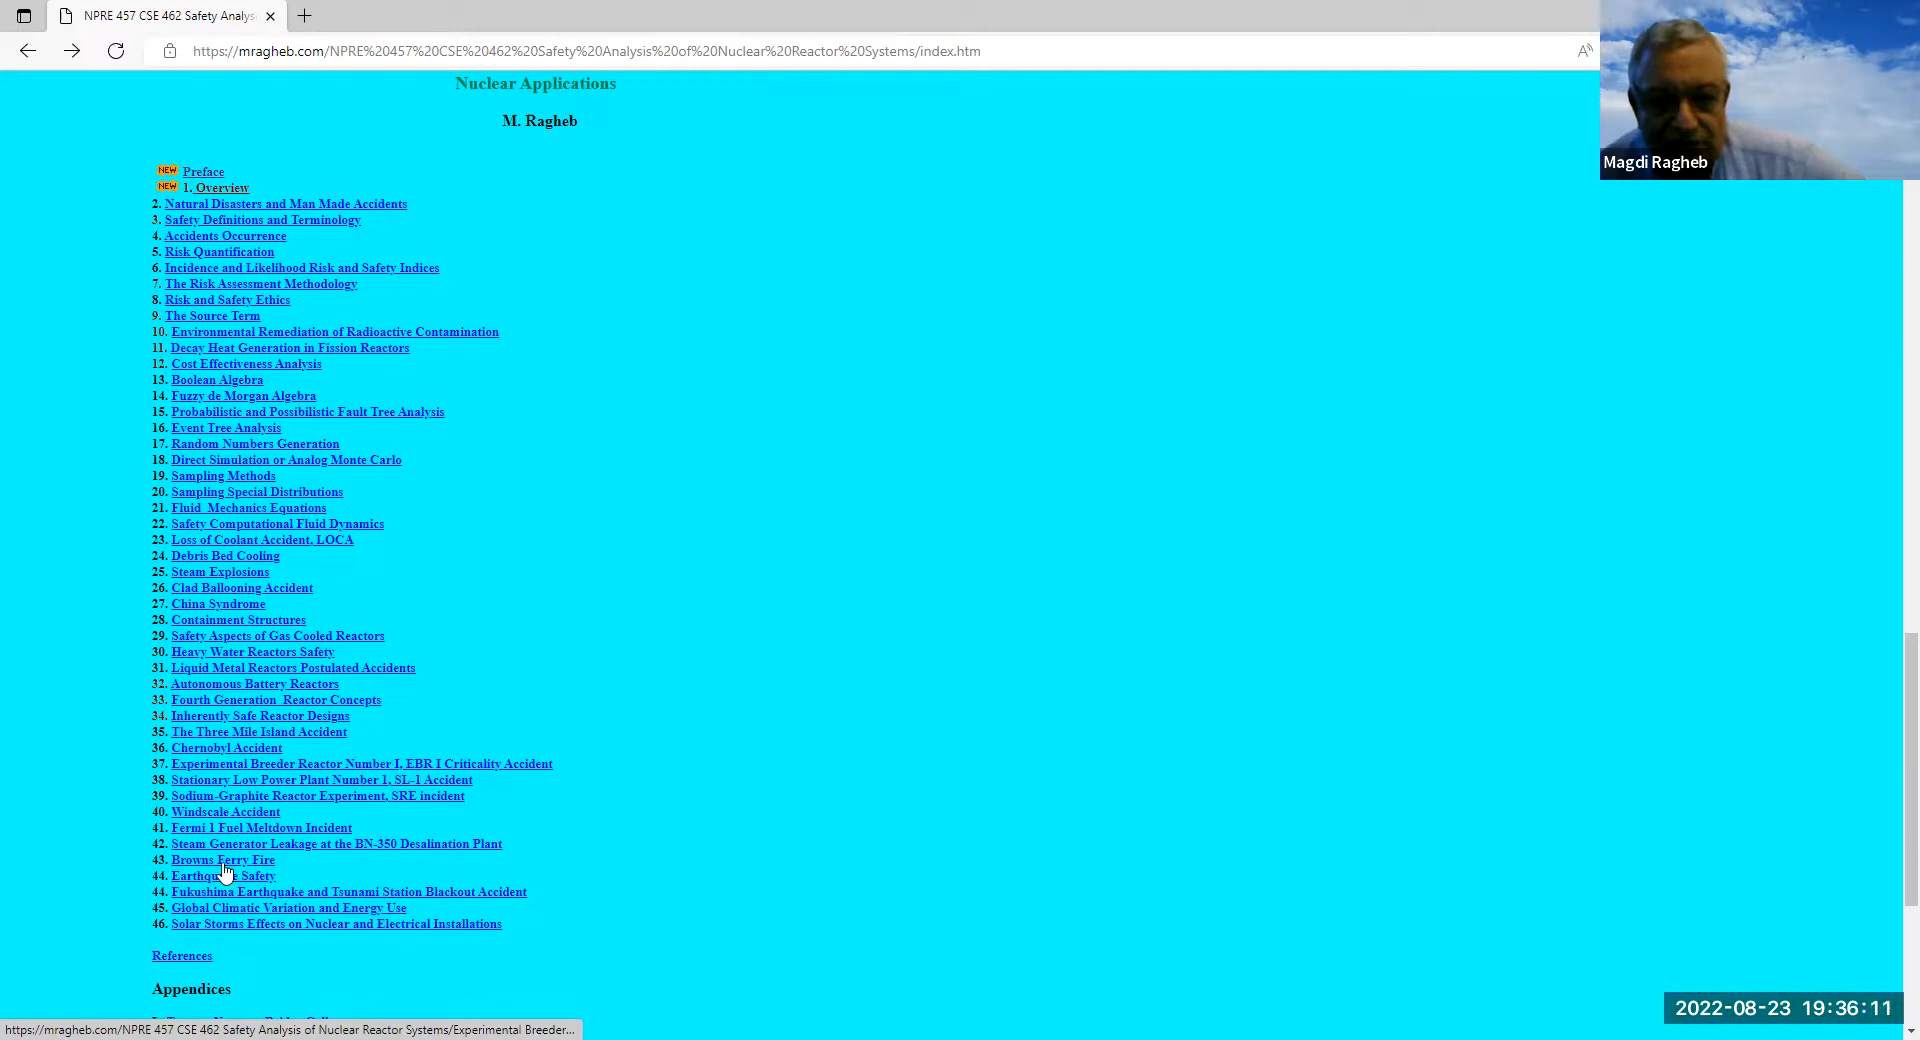 NPRE 457 CSE 462 Safety Analys
https://mragheb.com/NPRE%20457%20CSE%20462%20Safety%20Analysis%20of%20Nuclear%20Reactor%20Systems/index.htm
Nuclear Applications
M. Ragheb
Magdi Ragheb
NEW Preface
NEW 1. Overview
2. Natural Disasters and Man Made Accidents
3. Safety Definitions and Terminology
4. Accidents Occurrence
5. Risk Quantification
6. Incidence and Likelihood Risk and Safety Indices
7. The Risk Assessment Methodology
8. Risk and Safety Ethics
9. The Source Term
10. Environmental Remediation of Radioactive Contamination
11. Decay Heat Generation in Fission Reactors
12. Cost Effectiveness Analysis
13. Boolean Algebra
14. Fuzzy de Morgan Algebra
15. Probabilistic and Possibilistic Fault Tree Analysis
16. Event Tree Analysis
17. Random Numbers Generation
18. Direct Simulation or Analog Monte Carlo
19. Sampling Methods
20. Sampling Special Distributions
21. Fluid Mechanics Equations
22. Safety Computational Fluid Dynamics
23. Loss of Coolant Accident, LOCA
24. Debris Bed Cooling
25. Steam Explosions
26. Clad Ballooning Accident
27. China Syndrome
28. Containment Structures
29. Safety Aspects of Gas Cooled Reactors
30. Heavy Water Reactors Safety
31. Liquid Metal Reactors Postulated Accidents
32. Autonomous Battery Reactors
33. Fourth Generation Reactor Concepts
34. Inherently Safe Reactor Designs
35. The Three Mile Island Accident
36. Chernobyl Accident
37. Experimental Breeder Reactor Number I, EBR I Criticality Accident
38. Stationary Low Power Plant Number 1, SL-1 Accident
39. Sodium-Graphite Reactor Experiment, SRE incident
40. Windscale Accident
41. Fermi 1 Fuel Meltdown Incident
42. Steam Generator Leakage at the BN-350 Desalination Plant
43. Browns Ferry Fire
44. Earthquake Safety
44. Fukushima Earthquake and Tsunami Station Blackout Accident
45. Global Climatic Variation and Energy Use
46. Solar Storms Effects on Nuclear and Electrical Installations
References
Appendices
https://mragheb.com/NPRE 457 CSE 462 Safety Analysis of Nuclear Reactor Systems/Experimental Breeder...
2022-08-23 19:36:11